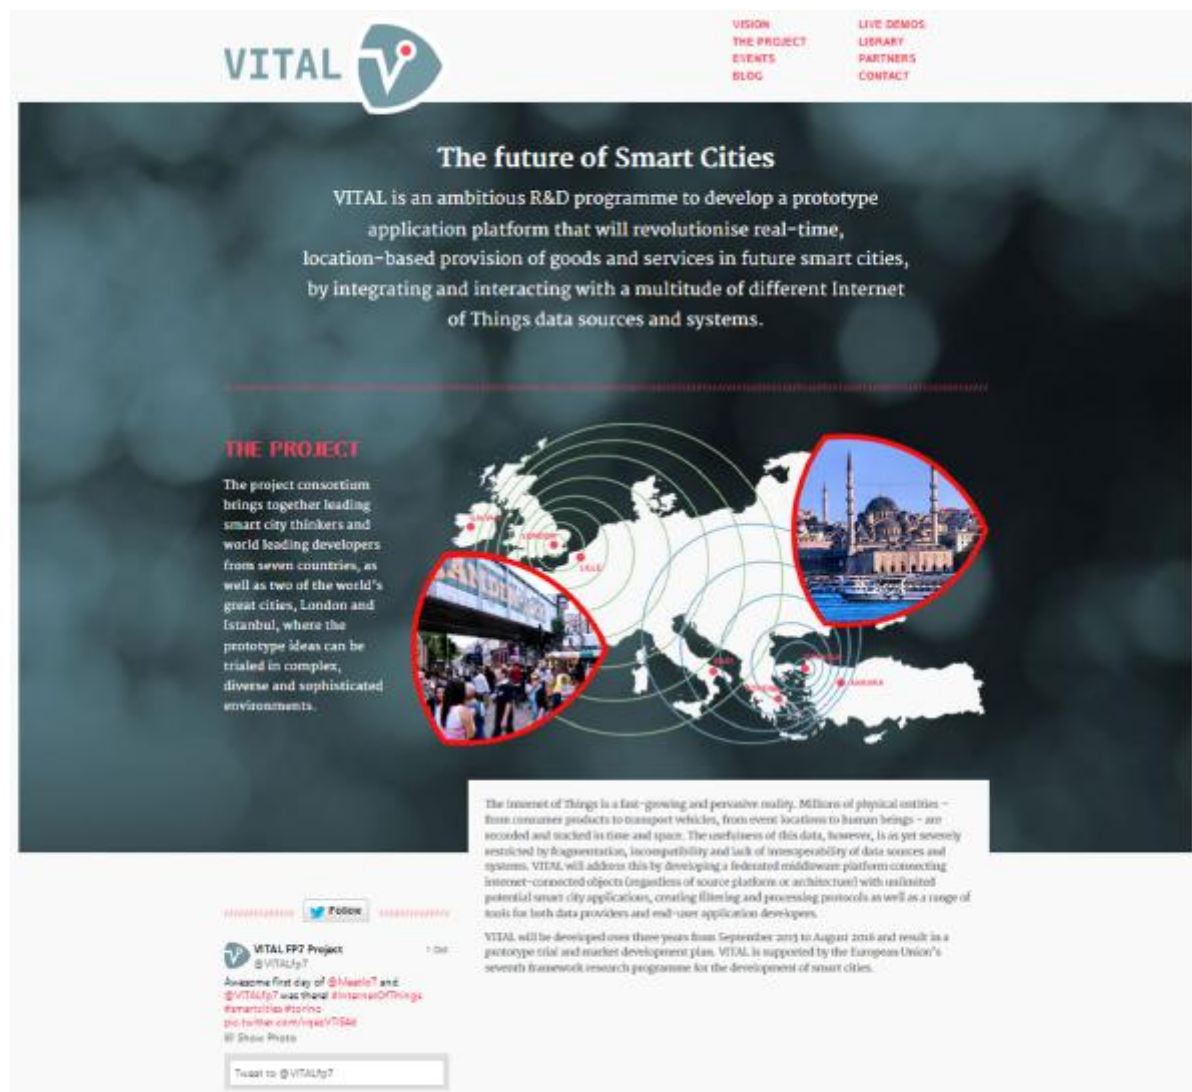 VITAL
VISION
THE PROJECT
EVENTS
BLOG
LIVE DEMOS
LIBRARY
PARTNERS
CONTACT
The future of Smart Cities
VITAL is an ambitious R&D programme to develop a prototype
application platform that will revolutionise real-time,
location-based provision of goods and services in future smart cities,
by integrating and interacting with a multitude of different Internet
of Things data sources and systems.
THE PROJECT
The project consortium
brings together leading
smart city thinkers and
world leading developers
from seven countries, as
well as two of the world's
great cities, London and
Istanbul, where the
prototype ideas can be
trialed in complex,
diverse and sophisticated
environments.
LONDON
LILLE
ANKARA
The Internet of Things is a fast-growing and pervasive reality. Millions of physical entities –
from consumer products to transport vehicles, from event locations to human beings – are
recorded and tracked in time and space. The usefulness of this data, however, is as yet severely
restricted by fragmentation, incompatibility and lack of interoperability of data sources and
systems. VITAL will address this by developing a federated middleware platform connecting
internet-connected objects (regardless of source platform or architecture) with unlimited
potential smart city applications, creating filtering and processing protocols as well as a range of
tools for both data providers and end-user application developers.
VITAL will be developed over three years from September 2013 to August 2016 and result in a
prototype trial and market development plan. VITAL is supported by the European Union's
seventh framework research programme for the development of smart cities.
Follow
VITAL FP7 Project
1 Oct
@VITALfp7
Awesome first day of @MeetIoT and
@VITALfp7 was there! #InternetOfThings
#smartcities #torino
Show Photo
Tweet to @VITALfp7